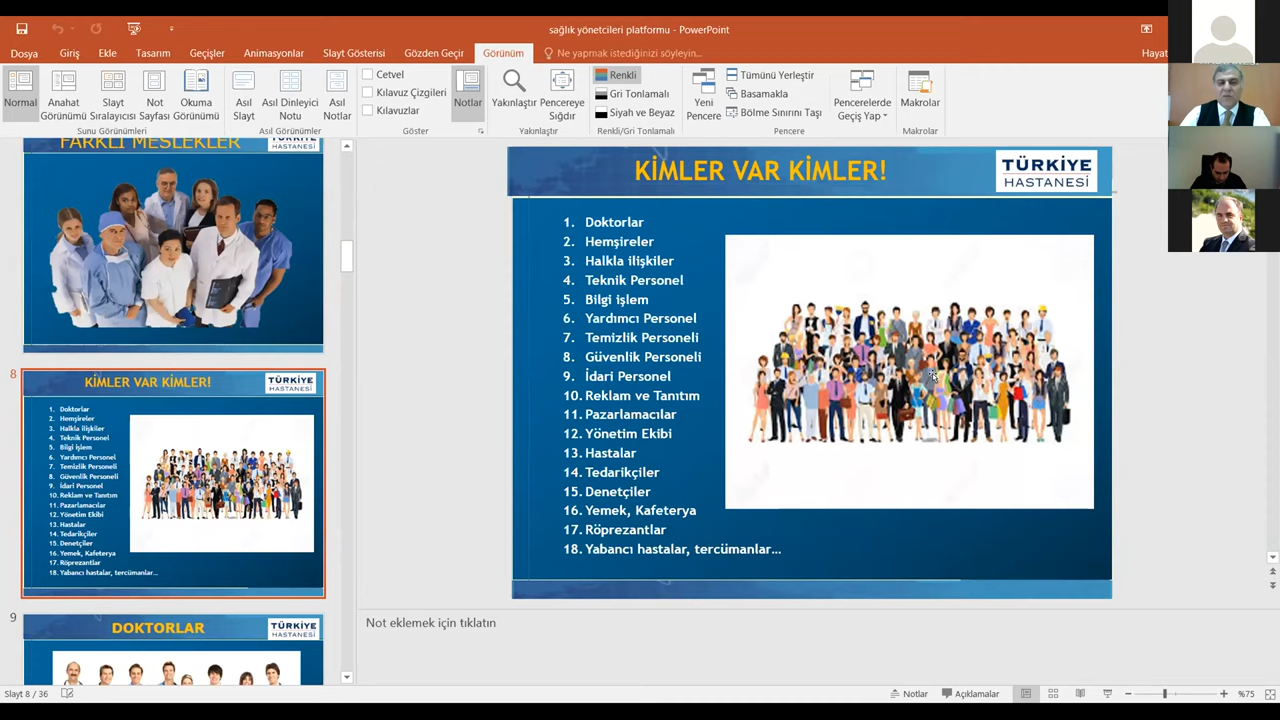 sağlık yönetcileri platformu - PowerPoint
Dosya Giriş Ekle Tasarım Geçişler Animasyonlar Slayt Gösterisi Gözden Geçir Görünüm Ne yapmak istediğinizi söyleyin... Hayat
Normal
Anahat Görünümü
Slayt Sıralayıcısı
Not Sayfası
Okuma Görünümü
Sunu Görünümleri
Asıl Slayt
Asıl Dinleyici Notu
Asıl Notlar
Asıl Görünümler
Cetvel
Kılavuz Çizgileri
Kılavuzlar
Göster
Notlar
Yakınlaştır
Pencereye Sığdır
Yakınlaştır
Renkli
Gri Tonlamalı
Siyah ve Beyaz
Renkli/Gri Tonlamalı
Yeni Pencere
Tümünü Yerleştir
Basamakla
Bölme Sınırını Taşı
Pencerelerde Geçiş Yap
Pencere
Makrolar
Makrolar
FARKLI MESLEKLER
TÜRKİYE
HASTANESİ
8
KİMLER VAR KİMLER!
TÜRKİYE
HASTANESİ
1. Doktorlar
2. Hemşireler
3. Halkla ilişkiler
4. Teknik Personel
5. Bilgi işlem
6. Yardımcı Personel
7. Temizlik Personeli
8. Güvenlik Personeli
9. İdari Personel
10. Reklam ve Tanıtım
11. Pazarlamacılar
12. Yönetim Ekibi
13. Hastalar
14. Tedarikçiler
15. Denetçiler
16. Yemek, Kafeterya
17. Röprezantlar
18. Yabancı hastalar, tercümanlar...
9
DOKTORLAR
TÜRKİYE
HASTANESİ
KİMLER VAR KİMLER!
TÜRKİYE
HASTANESİ
1. Doktorlar
2. Hemşireler
3. Halkla ilişkiler
4. Teknik Personel
5. Bilgi işlem
6. Yardımcı Personel
7. Temizlik Personeli
8. Güvenlik Personeli
9. İdari Personel
10. Reklam ve Tanıtım
11. Pazarlamacılar
12. Yönetim Ekibi
13. Hastalar
14. Tedarikçiler
15. Denetçiler
16. Yemek, Kafeterya
17. Röprezantlar
18. Yabancı hastalar, tercümanlar...
Not eklemek için tıklatın
Slayt 8 / 36
Notlar Açıklamalar %75